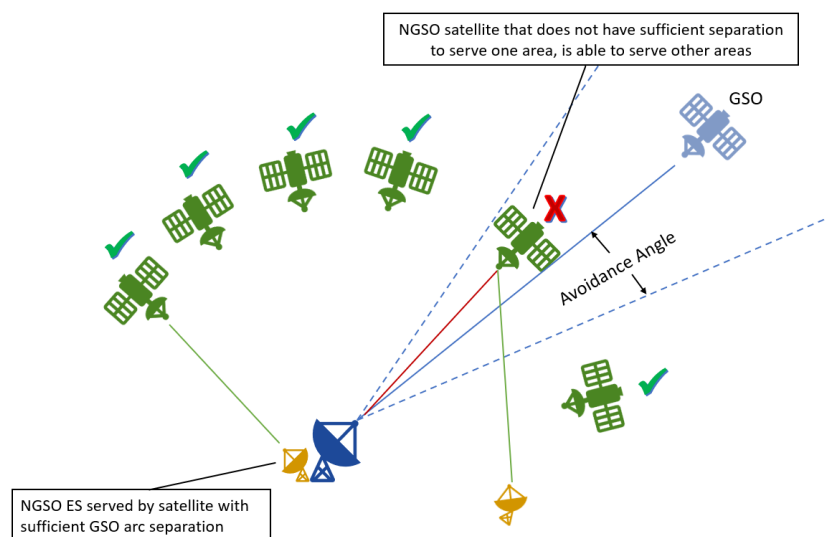 NGSO satellite that does not have sufficient separation
to serve one area, is able to serve other areas
GSO
X
Avoidance Angle
NGSO ES served by satellite with
sufficient GSO arc separation